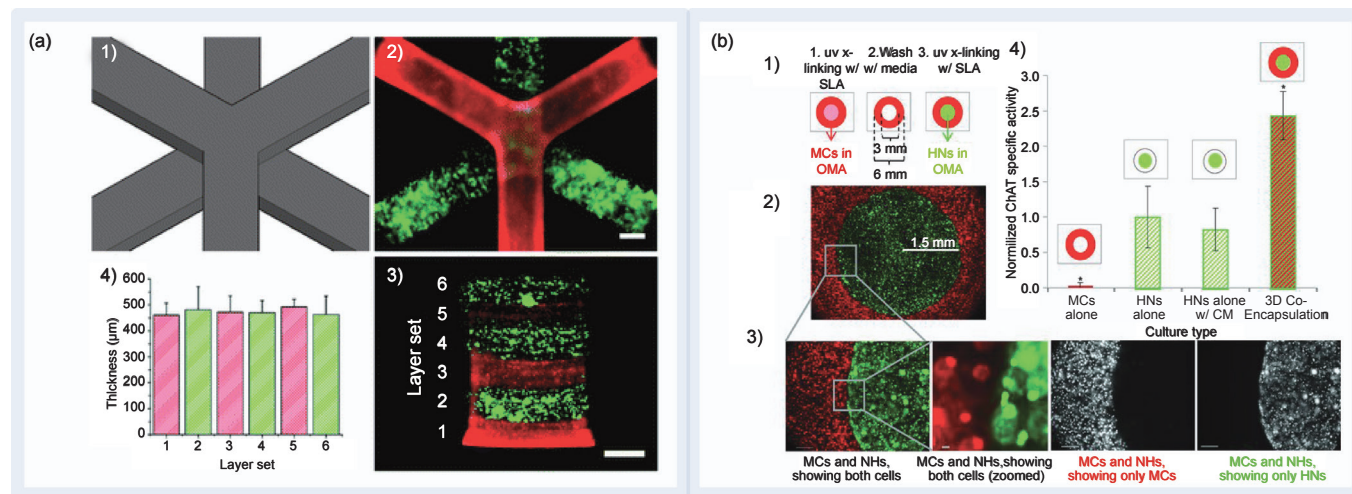 (a)
1)
2)
4)
600
500
400
300
200
100
0
Thickness (µm)
1 2 3 4 5 6
Layer set
3)
6
5
4
3
2
1
Layer set
(b)
1)
1. uv x- 2.Wash 3. uv x-linking
linking w/ w/ media w/ SLA
SLA
MCs in
OMA
3 mm
6 mm
HNs in
OMA
2)
1.5 mm
4)
3.0
2.5
2.0
1.5
1.0
0.5
0.0
Normilized ChAT specific activity
*
*
MCs
alone
HNs
alone
HNs alone
w/ CM
3D Co-
Encapsulation
Culture type
3)
MCs and NHs,
showing both cells
MCs and NHs,showing
both cells (zoomed)
MCs and NHs,
showing only MCs
MCs and NHs,
showing only HNs